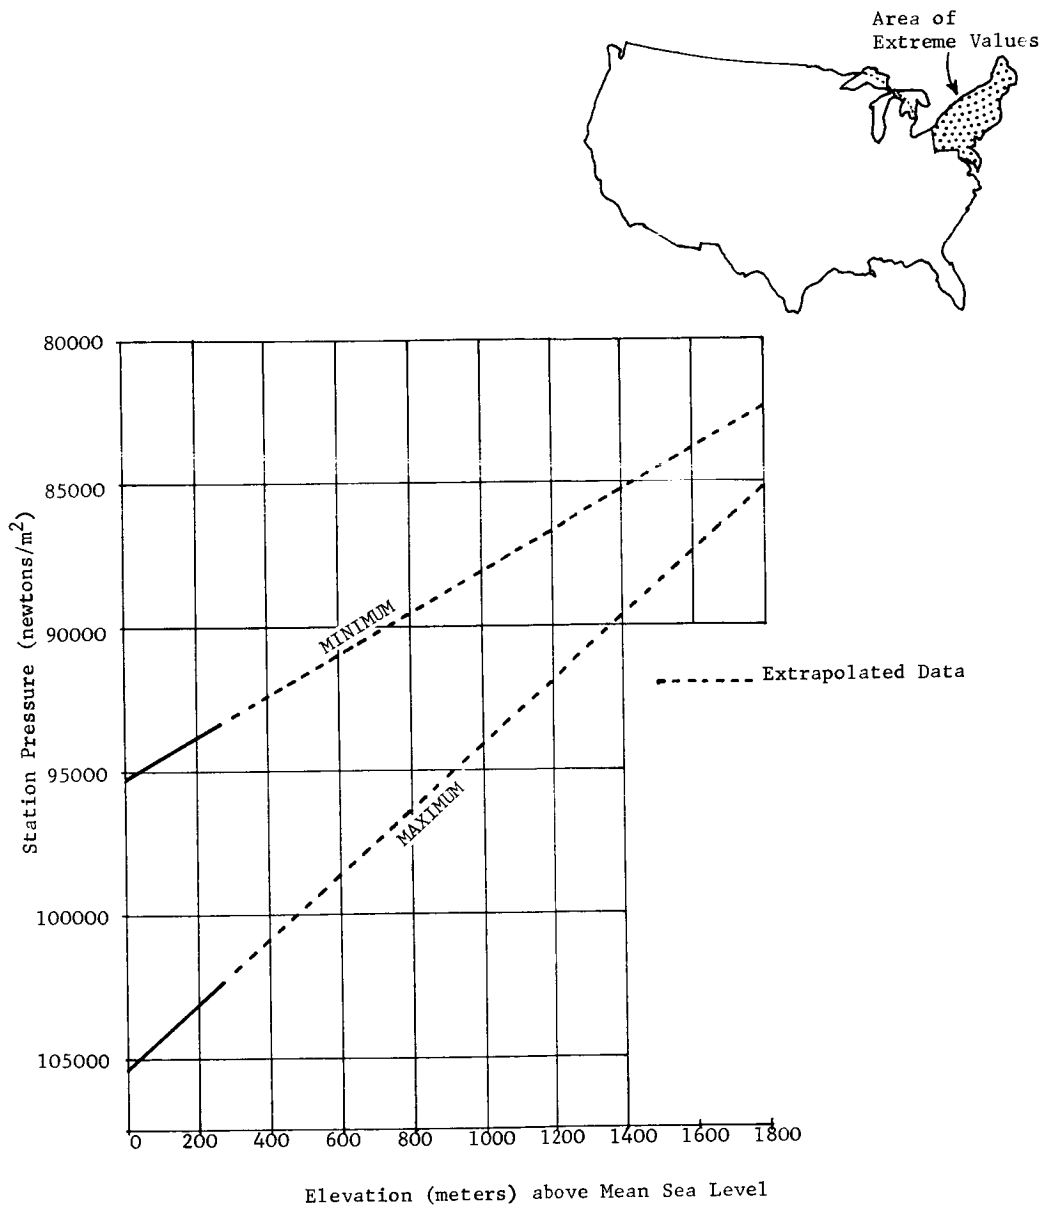 Area of
Extreme Values
80000
85000
90000
95000
100000
105000
Station Pressure (newtons/m²)
MINIMUM
MAXIMUM
Extrapolated Data
0 200 400 600 800 1000 1200 1400 1600 1800
Elevation (meters) above Mean Sea Level